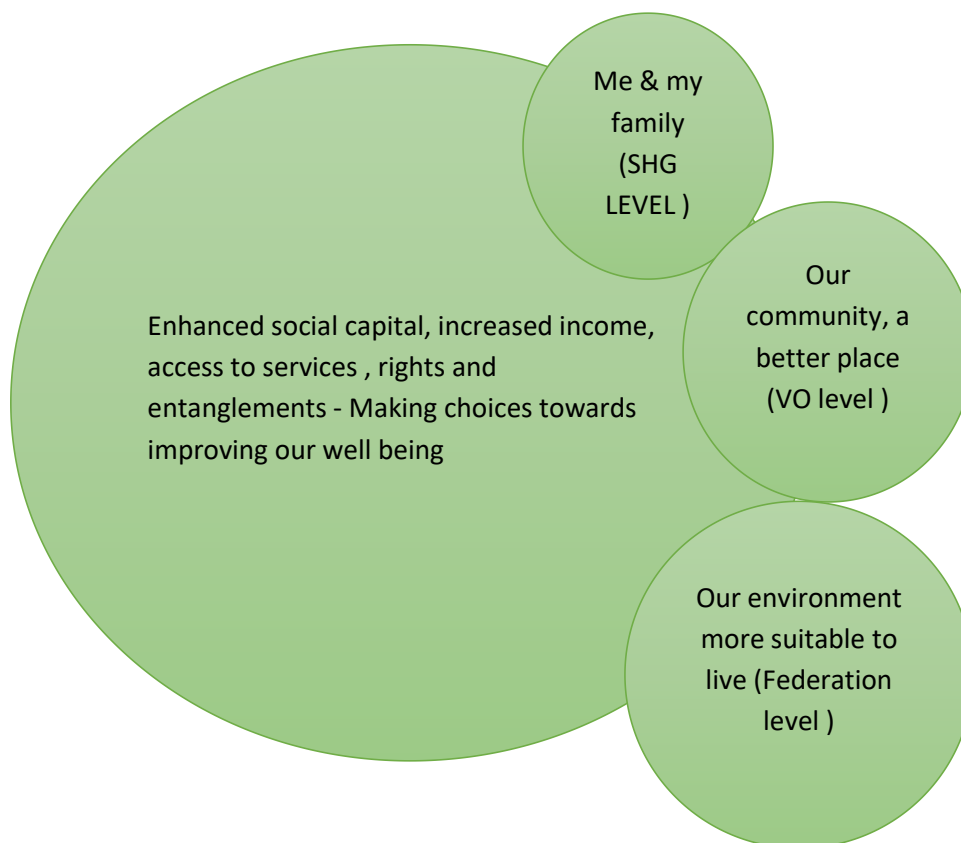 Me & my
family
(SHG
LEVEL )
Our
community, a
better place
(VO level )
Enhanced social capital, increased income,
access to services , rights and
entanglements - Making choices towards
improving our well being
Our environment
more suitable to
live (Federation
level )